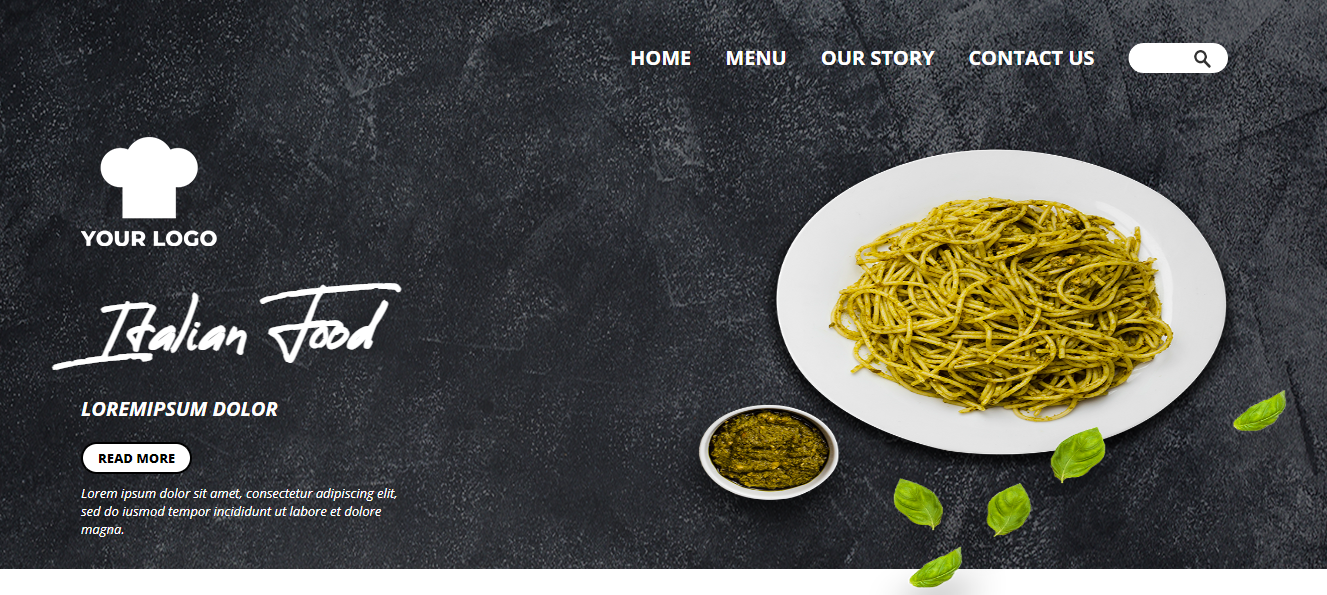 HOME MENU OUR STORY CONTACT US
YOUR LOGO
Italian Food
LOREMIPSUM DOLOR
READ MORE
Lorem ipsum dolor sit amet, consectetur adipiscing elit,
sed do iusmod tempor incididunt ut labore et dolore
magna.